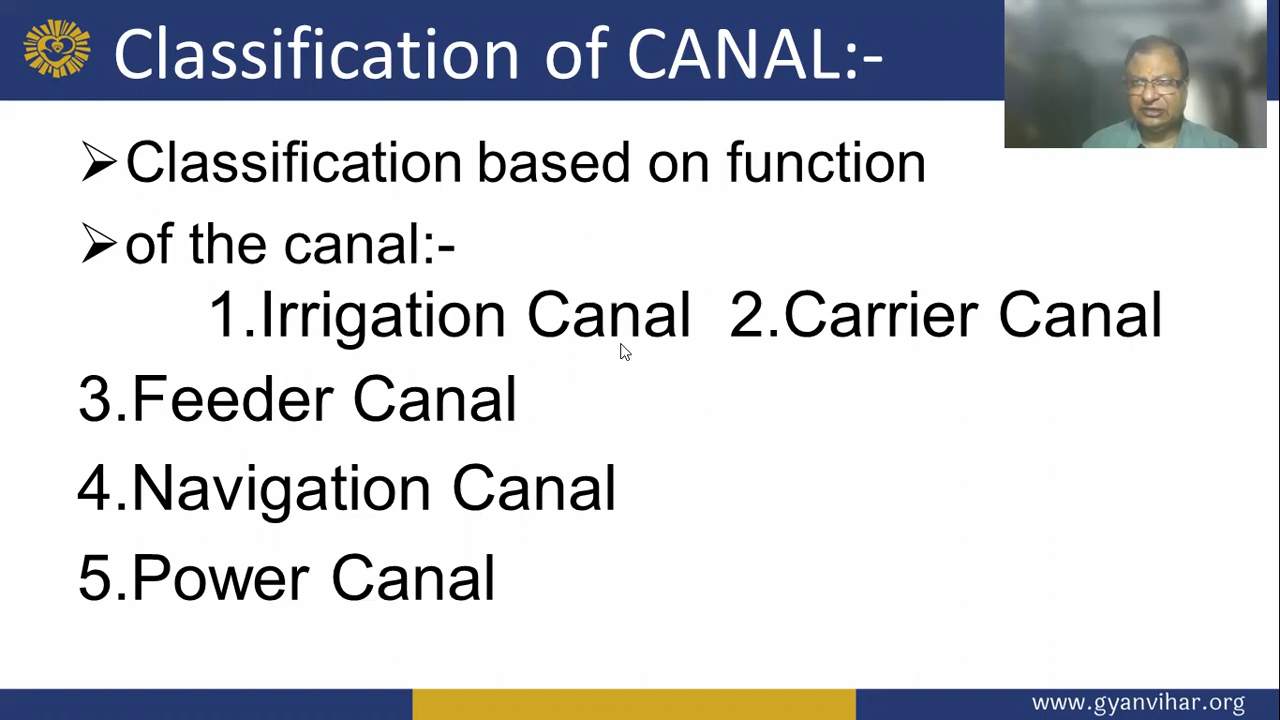 Classification of CANAL:-
➢Classification based on function
➢of the canal:-
1.Irrigation Canal 2.Carrier Canal
3.Feeder Canal
4.Navigation Canal
5.Power Canal
www.gyanvihar.org